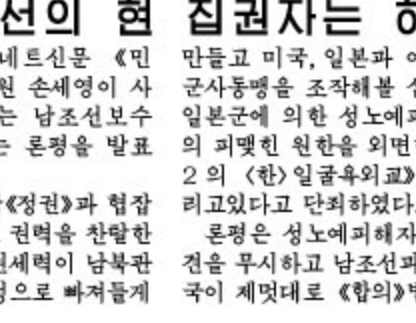 선의 현
네트신문 《민
원 손세영이 사
는 남조선보수
는 론평을 발표
《정권》과 협잡
권력을 찬탈한
세력이 남북관
으로 빠져들게
집권자는
만들고 미국, 일본과
군사동맹을 조작해볼
일본군에 의한 성노예피
의 피맺힌 원한을 외면
2의 〈한〉일굴욕외교》
리고있다고 단죄하였다.
론평은 성노예피해자
견을 무시하고 남조선과
국이 제멋대로 《합의》